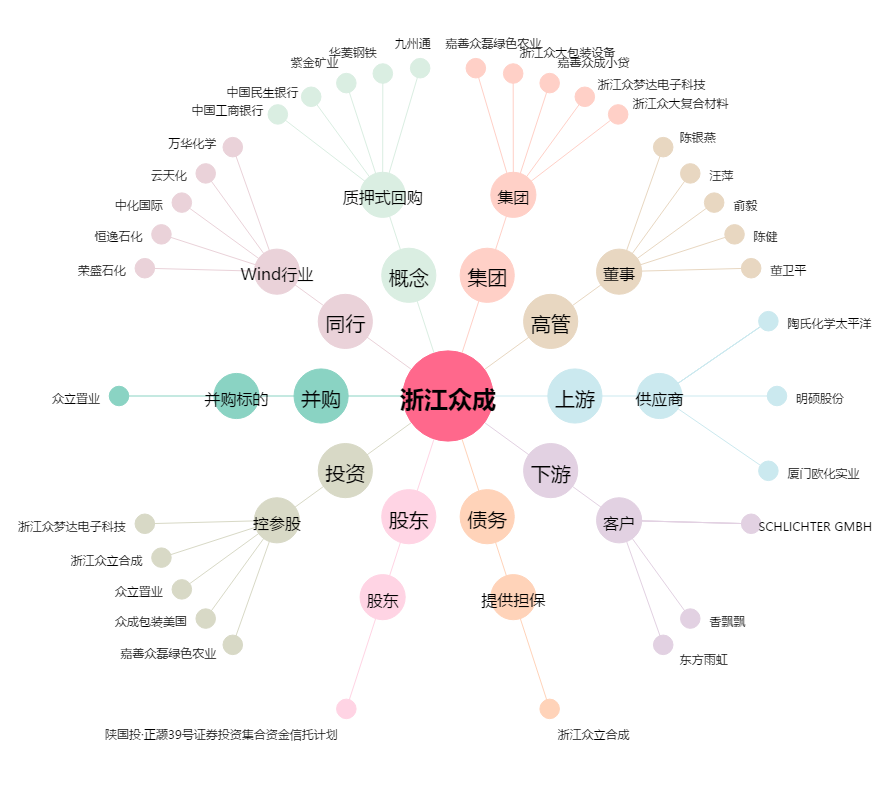 九州通
华菱钢铁
紫金矿业
中国民生银行
中国工商银行
质押式回购
概念
嘉善众磊绿色农业
浙江众大包装设备
嘉善众成小贷
浙江众梦达电子科技
浙江众大复合材料
集团
集团
万华化学
云天化
中化国际
恒逸石化
荣盛石化
Wind行业
同行
陈银燕
汪萍
俞毅
陈健
董事
高管
陶氏化学太平洋
明硕股份
厦门欧化实业
供应商
上游
浙江众成
并购
并购标的
众立置业
投资
控参股
浙江众梦达电子科技
浙江众立合成
众立置业
众成包装美国
嘉善众磊绿色农业
股东
股东
陕国投·正灏39号证券投资集合资金信托计划
债务
提供担保
浙江众立合成
下游
客户
SCHLICHTER GMBH
香飘飘
东方雨虹